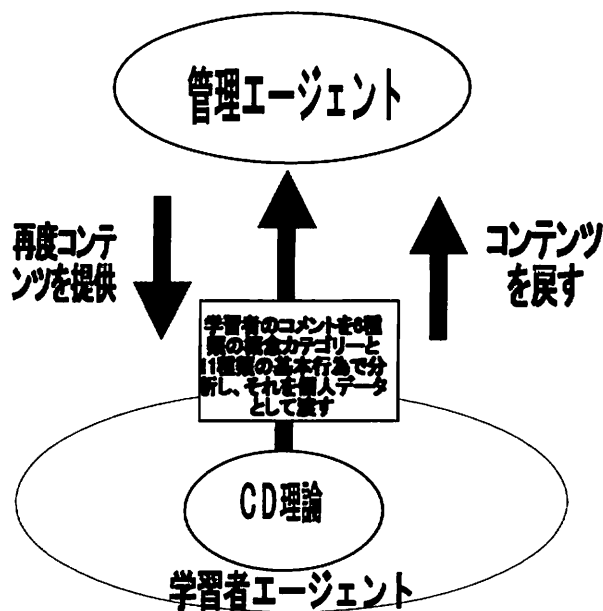 管理エージェント
再度コンテ
ンツを提供
コンテンツ
を戻す
学習者のコメントを6種
類の概念カテゴリーと
11種類の基本行為で分
析し、それを個人データ
として渡す
CD理論
学習者エージェント